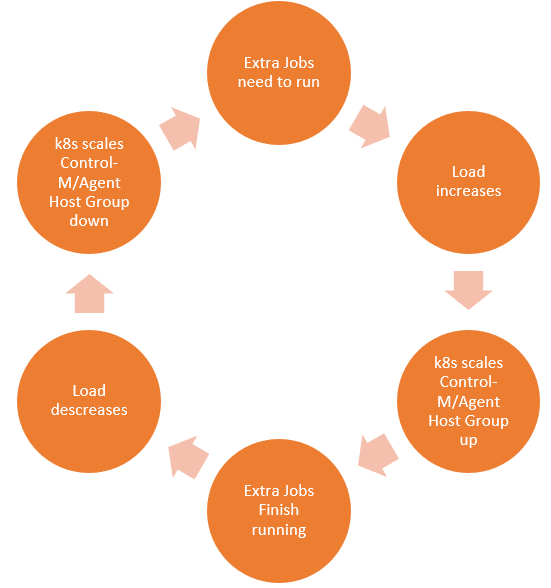 Extra Jobs
need to run
Load
increases
k8s scales
Control-
M/Agent
Host Group
up
Extra Jobs
Finish
running
Load
descreases
k8s scales
Control-
M/Agent
Host Group
down